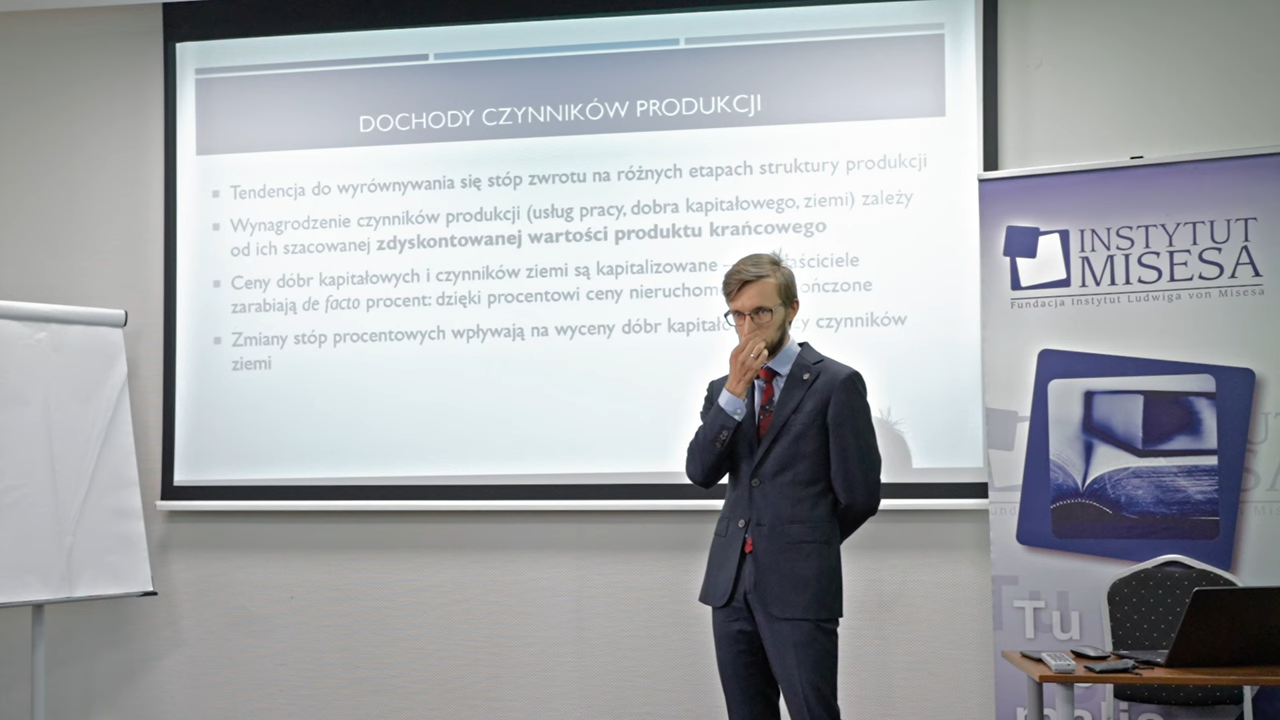 DOCHODY CZYNNIKÓW PRODUKCJI
Tendencja do wyrównywania się stóp zwrotu na różnych etapach struktury produkcji
Wynagrodzenie czynników produkcji (usług pracy, dobra kapitałowego, ziemi) zależy
od ich szacowanej zdyskontowanej wartości produktu krańcowego
Ceny dóbr kapitałowych i czynników ziemi są kapitalizowane –
zarabiają de facto procent: dzięki procentowi ceny
Zmiany stóp procentowych wpływają na wyceny dóbr czynników
ziemi
INSTYTUT
MISESA
Fundacja Instytut Ludwiga von Misesa
Tu